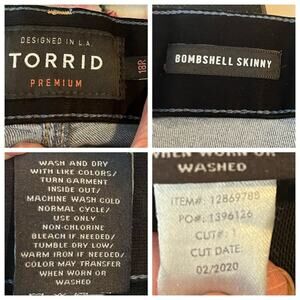 DESIGNED IN L.A.
TORRID
PREMIUM
18R
BOMBSHELL SKINNY
WASH AND DRY
WITH LIKE COLORS/
TURN GARMENT
INSIDE OUT/
MACHINE WASH COLD
NORMAL CYCLE/
USE ONLY
NON-CHLORINE
BLEACH IF NEEDED/
TUMBLE DRY LOW/
WARM IRON IF NEEDED/
COLOR MAY TRANSFER
WHEN WORN OR
WASHED
WHEN WORN OR
WASHED
ITEM#: 12869788
PO#: 1396126
CUT#: 1
CUT DATE:
02/2020